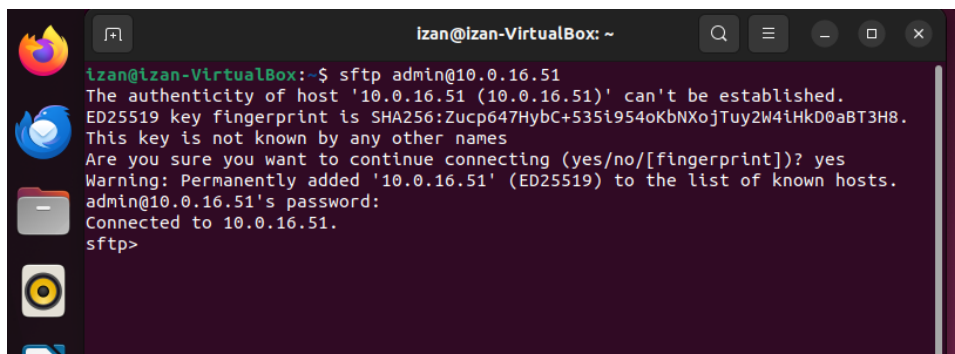 izan@izan-VirtualBox: ~
izan@izan-VirtualBox:~$ sftp admin@10.0.16.51
The authenticity of host '10.0.16.51 (10.0.16.51)' can't be established.
ED25519 key fingerprint is SHA256:Zucp647HybC+535i954oKbNXojTuy2W4iHkD0aBT3H8.
This key is not known by any other names
Are you sure you want to continue connecting (yes/no/[fingerprint])? yes
Warning: Permanently added '10.0.16.51' (ED25519) to the list of known hosts.
admin@10.0.16.51's password:
Connected to 10.0.16.51.
sftp>